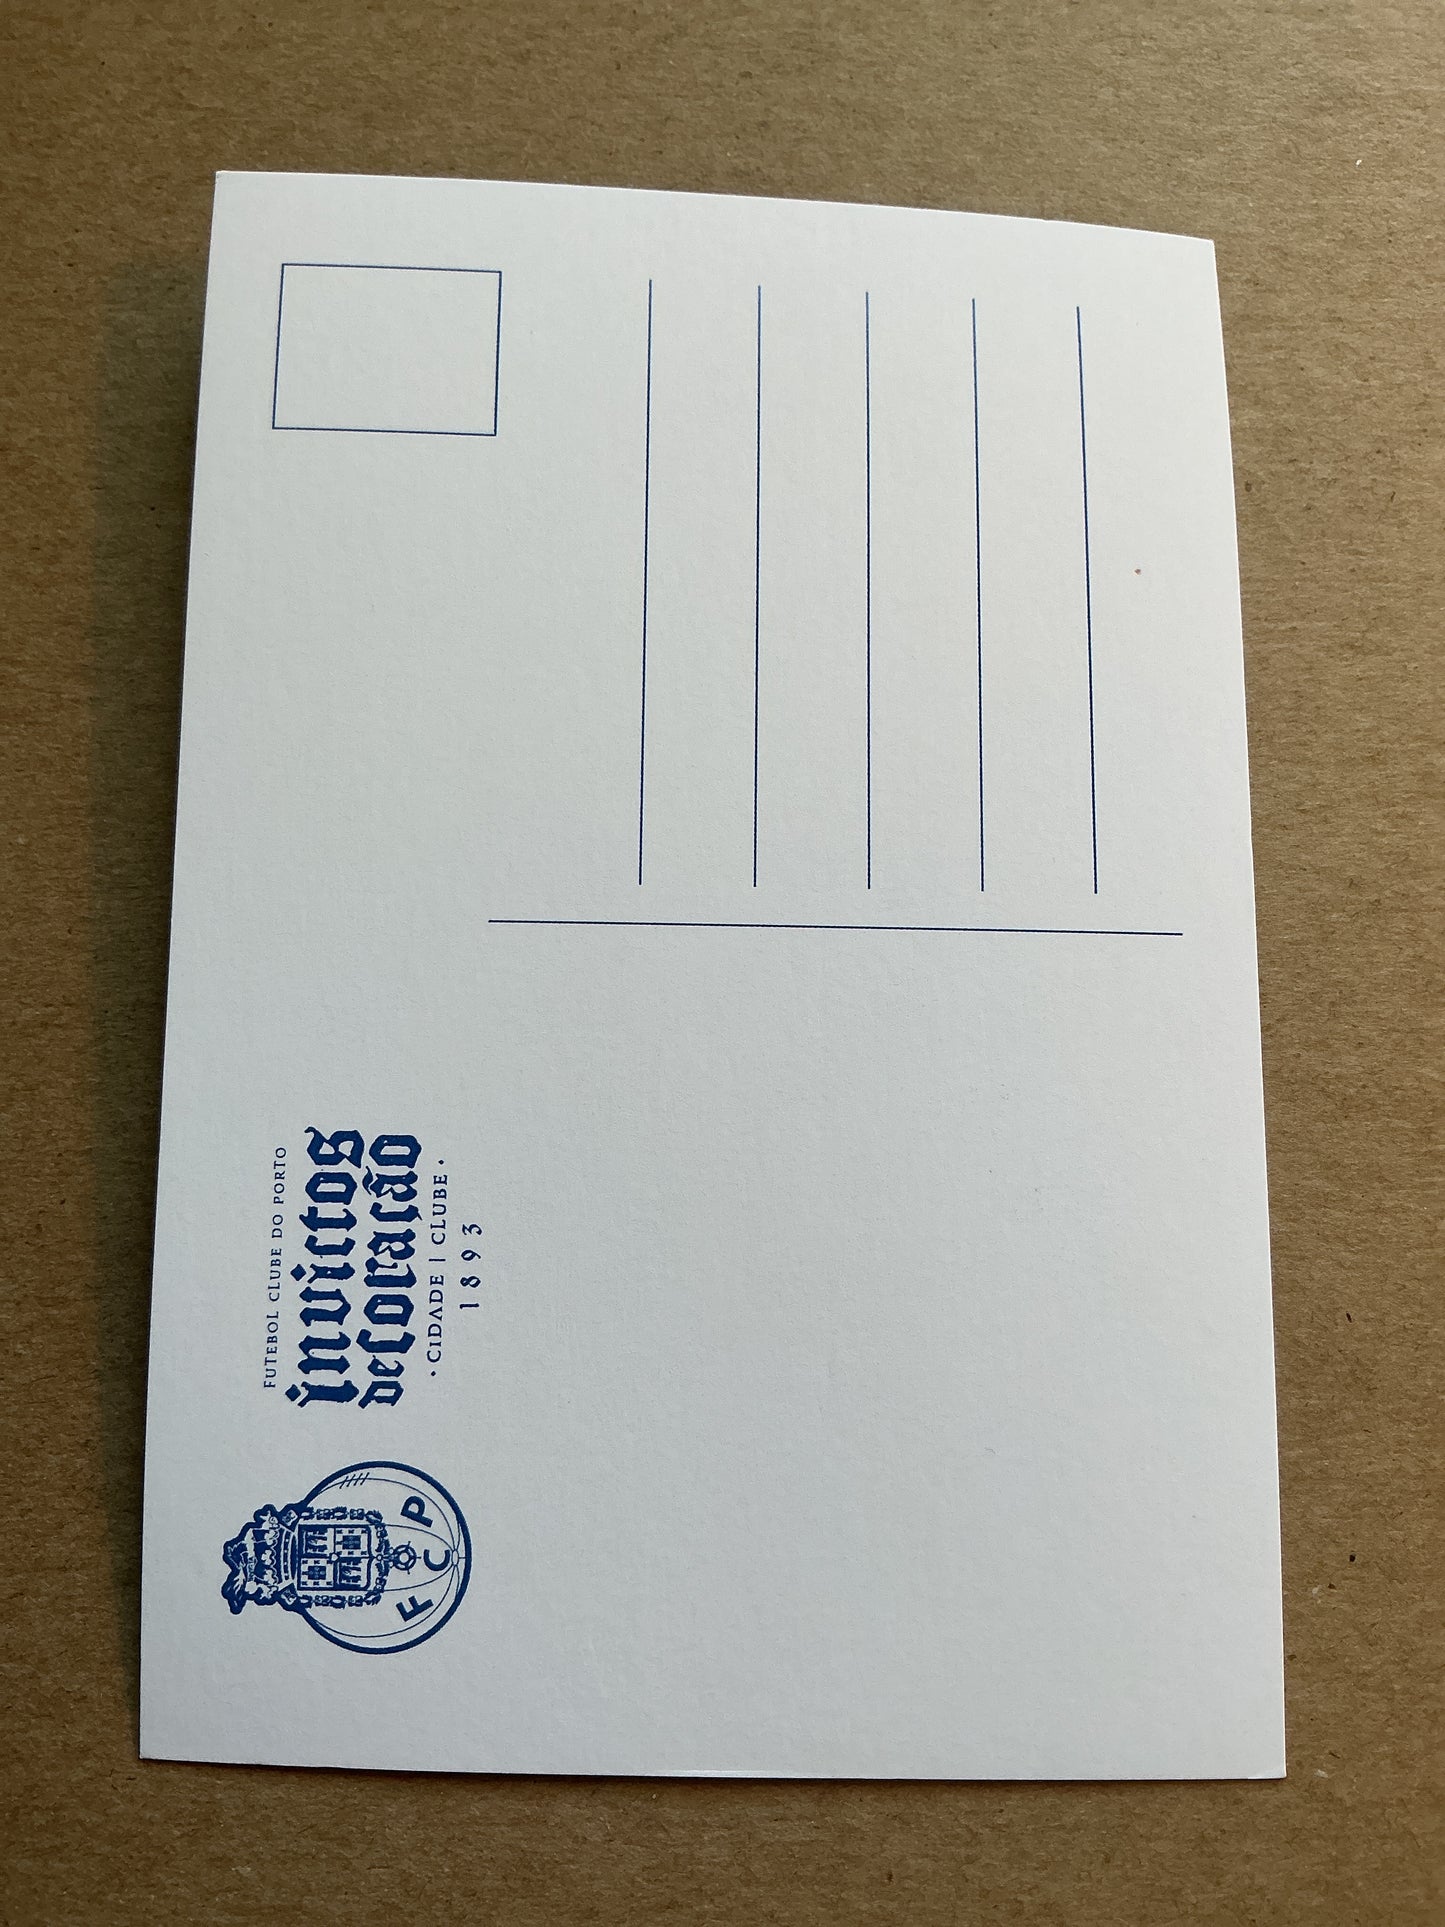 FUTEBOL CLUBE DO PORTO
invictos
de coração
· CIDADE | CLUBE ·
1893
F C P